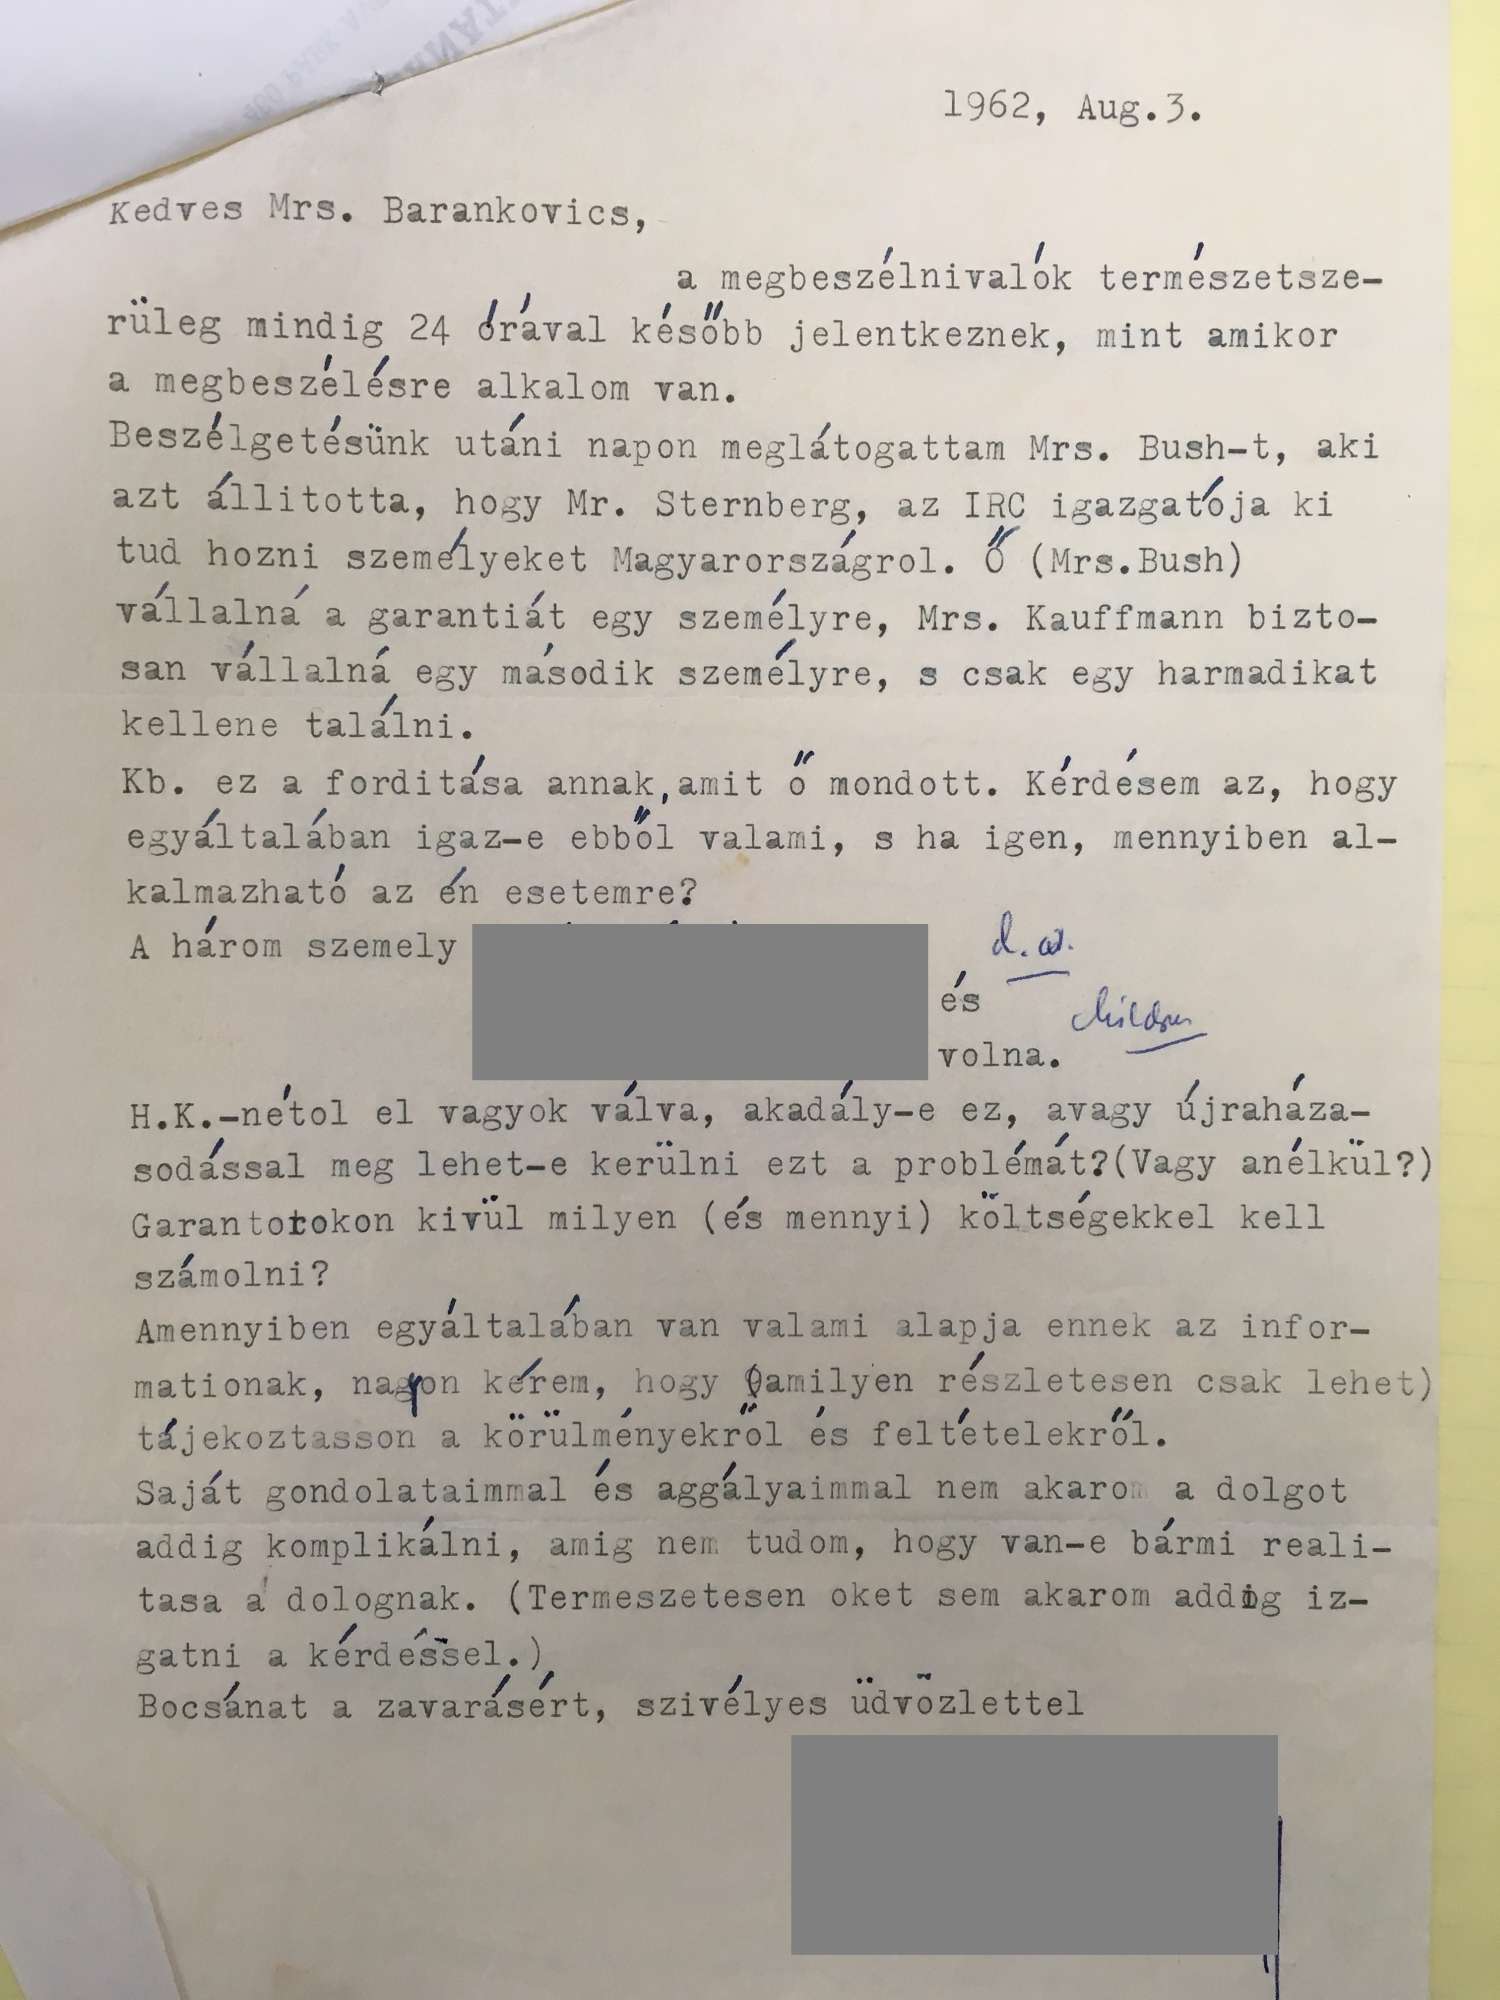 1962, Aug.3.
Kedves Mrs. Barankovics,
a megbeszélnivalók természetsze-
rüleg mindig 24 órával később jelentkeznek, mint amikor
a megbeszélésre alkalom van.
Beszélgetésünk utáni napon meglátogattam Mrs. Bush-t, aki
azt állitotta, hogy Mr. Sternberg, az IRC igazgatója ki
tud hozni személyeket Magyarországrol. Ő (Mrs.Bush)
vállalná a garantiát egy személyre, Mrs. Kauffmann bizto-
san vállalná egy második személyre, s csak egy harmadikat
kellene találni.
Kb. ez a forditása annak,amit ő mondott. Kérdésem az, hogy
egyáltalában igaz-e ebből valami, s ha igen, mennyiben al-
kalmazható az én esetemre?
A három szemely
és
children
volna.
H.K.-nétol el vagyok válva, akadály-e ez, avagy újraháza-
sodással meg lehet-e kerülni ezt a problémát?(Vagy anélkül?)
Garantorokon kivül milyen (és mennyi) költségekkel kell
számolni?
Amennyiben egyáltalában van valami alapja ennek az infor-
mationak, nagyon kérem, hogy (amilyen részletesen csak lehet)
tájekoztasson a körülményekről és feltételekről.
Saját gondolataimmal és aggályaimmal nem akarom a dolgot
addig komplikálni, amig nem tudom, hogy van-e bármi reali-
tasa a dolognak. (Termeszetesen oket sem akarom addig iz-
gatni a kérdéssel.)
Bocsánat a zavarásért, szivélyes üdvözlettel